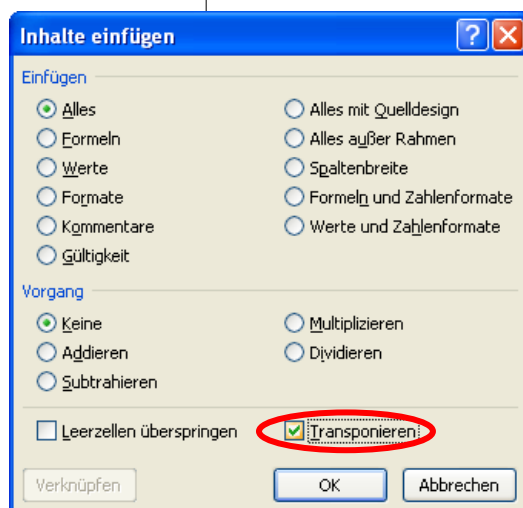 Inhalte einfügen
Einfügen
Alles
Alles mit Quelldesign
Formeln
Alles außer Rahmen
Werte
Spaltenbreite
Formate
Formeln und Zahlenformate
Kommentare
Werte und Zahlenformate
Gültigkeit
Vorgang
Keine
Multiplizieren
Addieren
Dividieren
Subtrahieren
Leerzellen überspringen
Transponieren
Verknüpfen
OK
Abbrechen